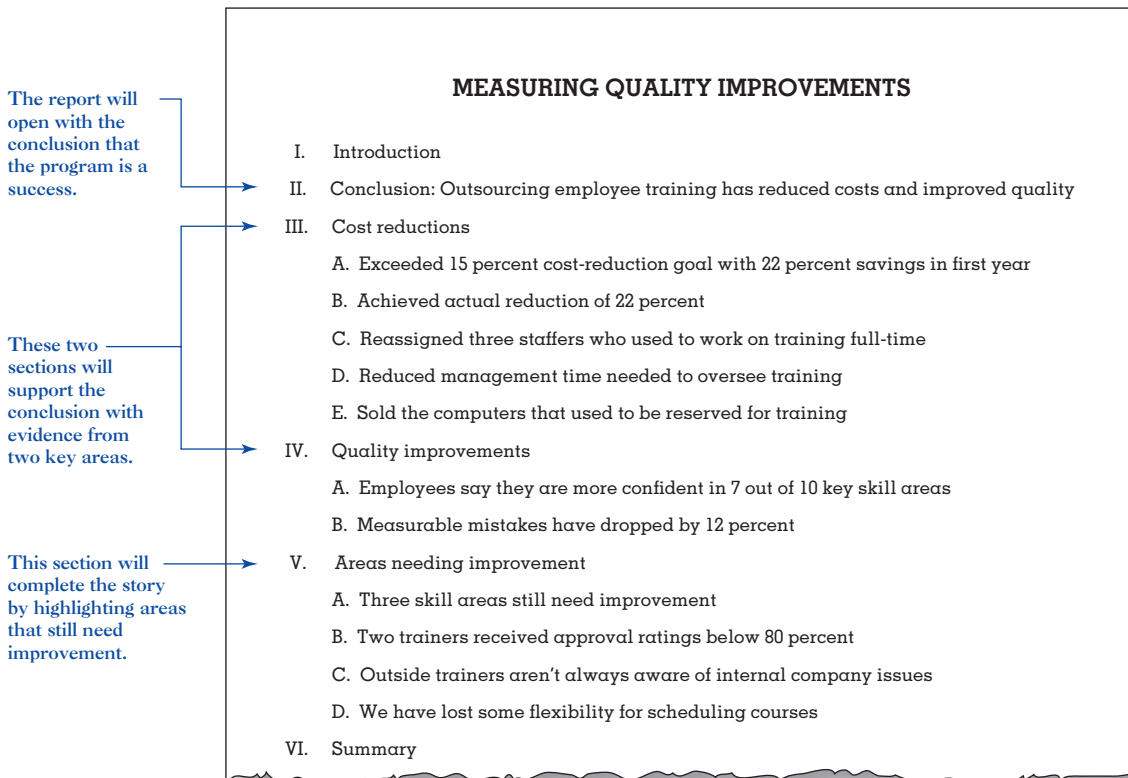 MEASURING QUALITY IMPROVEMENTS
The report will
open with the
conclusion that
the program is a
success.
I. Introduction
II. Conclusion: Outsourcing employee training has reduced costs and improved quality
These two
sections will
support the
conclusion with
evidence from
two key areas.
III. Cost reductions
A. Exceeded 15 percent cost-reduction goal with 22 percent savings in first year
B. Achieved actual reduction of 22 percent
C. Reassigned three staffers who used to work on training full-time
D. Reduced management time needed to oversee training
E. Sold the computers that used to be reserved for training
IV. Quality improvements
A. Employees say they are more confident in 7 out of 10 key skill areas
B. Measurable mistakes have dropped by 12 percent
This section will
complete the story
by highlighting areas
that still need
improvement.
V. Areas needing improvement
A. Three skill areas still need improvement
B. Two trainers received approval ratings below 80 percent
C. Outside trainers aren't always aware of internal company issues
D. We have lost some flexibility for scheduling courses
VI. Summary